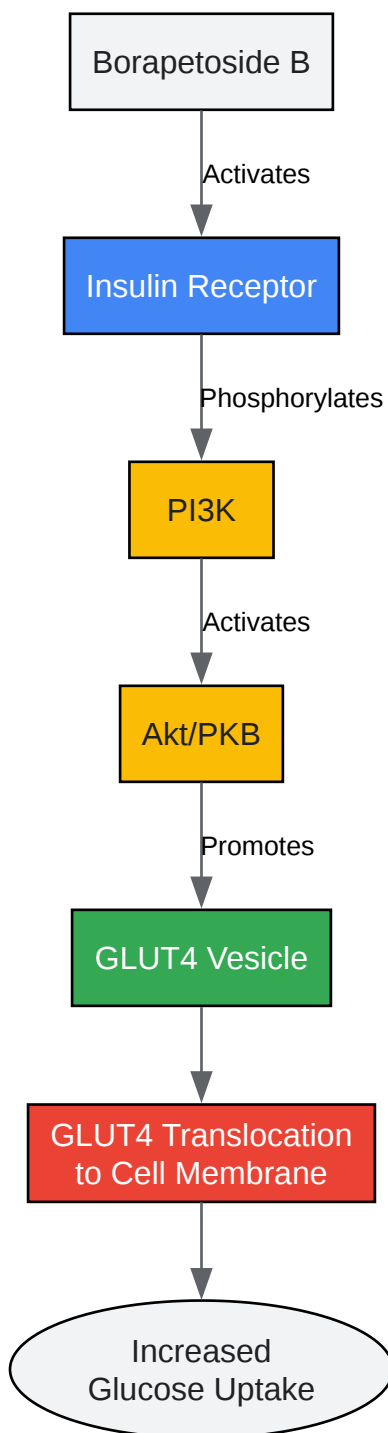 Borapetoside B
Activates
Insulin Receptor
Phosphorylates
PI3K
Activates
Akt/PKB
Promotes
GLUT4 Vesicle
GLUT4 Translocation
to Cell Membrane
Increased
Glucose Uptake